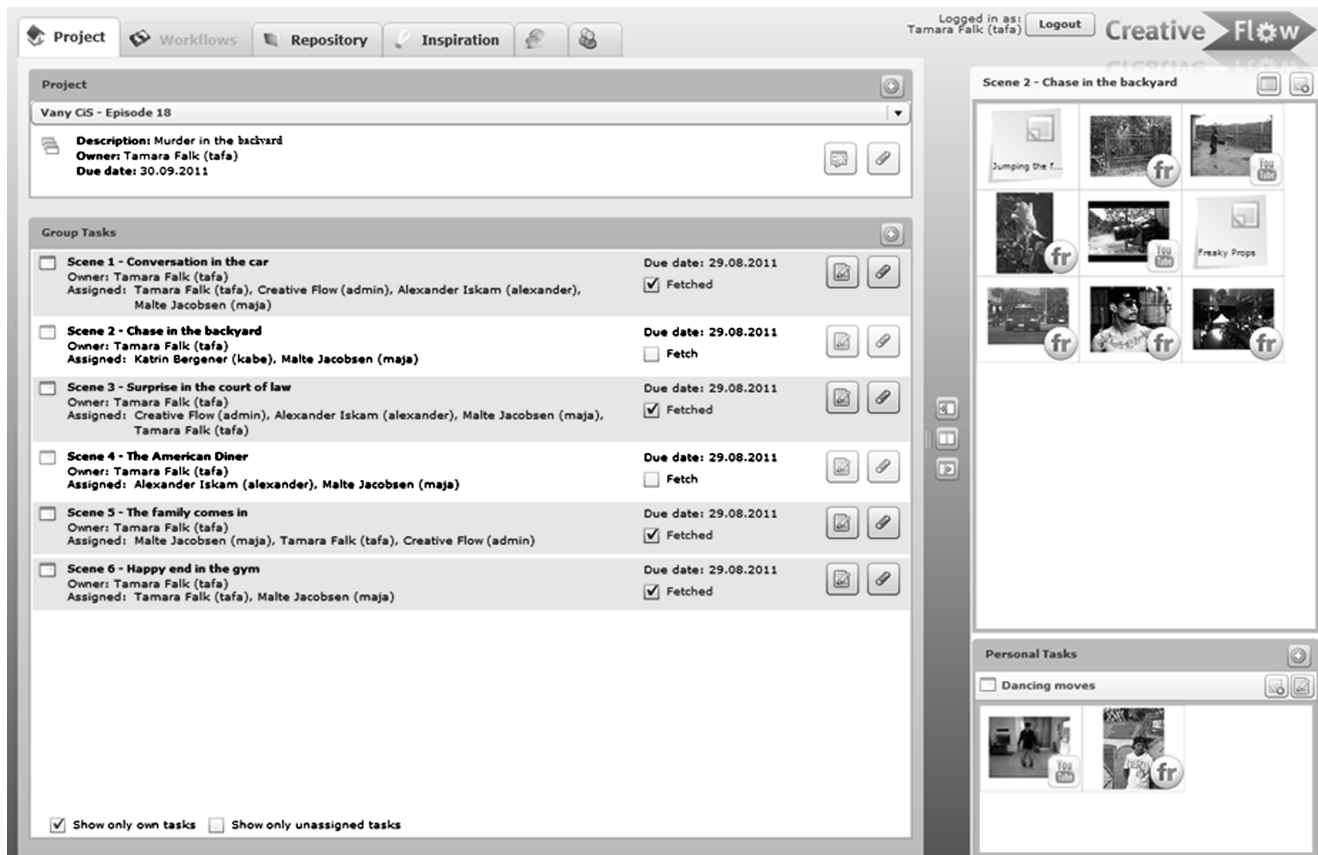 Project
Workflows
Repository
Inspiration
Logged in as:
Tamara Falk (tafa)
Logout
Creative Flow
Project
Vany CiS - Episode 18
Description: Murder in the backyard
Owner: Tamara Falk (tafa)
Due date: 30.09.2011
Group Tasks
Scene 1 - Conversation in the car
Owner: Tamara Falk (tafa)
Assigned: Tamara Falk (tafa), Creative Flow (admin), Alexander Iskam (alexander),
Malte Jacobsen (maja)
Due date: 29.08.2011
Fetched
Scene 2 - Chase in the backyard
Owner: Tamara Falk (tafa)
Assigned: Katrin Bergener (kabe), Malte Jacobsen (maja)
Due date: 29.08.2011
Fetch
Scene 3 - Surprise in the court of law
Owner: Tamara Falk (tafa)
Assigned: Creative Flow (admin), Alexander Iskam (alexander), Malte Jacobsen (maja),
Tamara Falk (tafa)
Due date: 29.08.2011
Fetched
Scene 4 - The American Diner
Owner: Tamara Falk (tafa)
Assigned: Alexander Iskam (alexander), Malte Jacobsen (maja)
Due date: 29.08.2011
Fetch
Scene 5 - The family comes in
Owner: Tamara Falk (tafa)
Assigned: Malte Jacobsen (maja), Tamara Falk (tafa), Creative Flow (admin)
Due date: 29.08.2011
Fetched
Scene 6 - Happy end in the gym
Owner: Tamara Falk (tafa)
Assigned: Tamara Falk (tafa), Malte Jacobsen (maja)
Due date: 29.08.2011
Fetched
Show only own tasks
Show only unassigned tasks
Scene 2 - Chase in the backyard
Jumping the f...
fr
You
Tube
fr
You
Tube
Freaky Props
fr
fr
fr
Personal Tasks
Dancing moves
You
Tube
fr